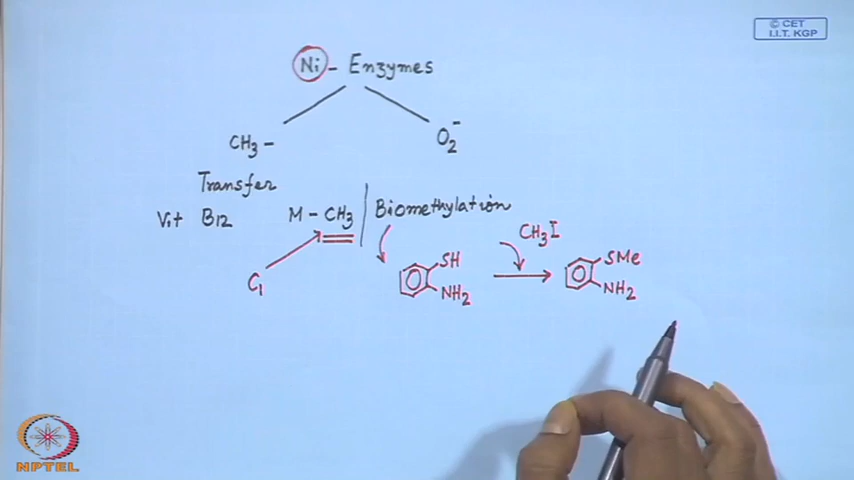 © CET
I.I.T. KGP
Ni - Enzymes
CH3 -
O2-
Transfer
Vit B12
M - CH3
Biomethylation
C1
SH
NH2
CH3I
SMe
NH2
NPTEL